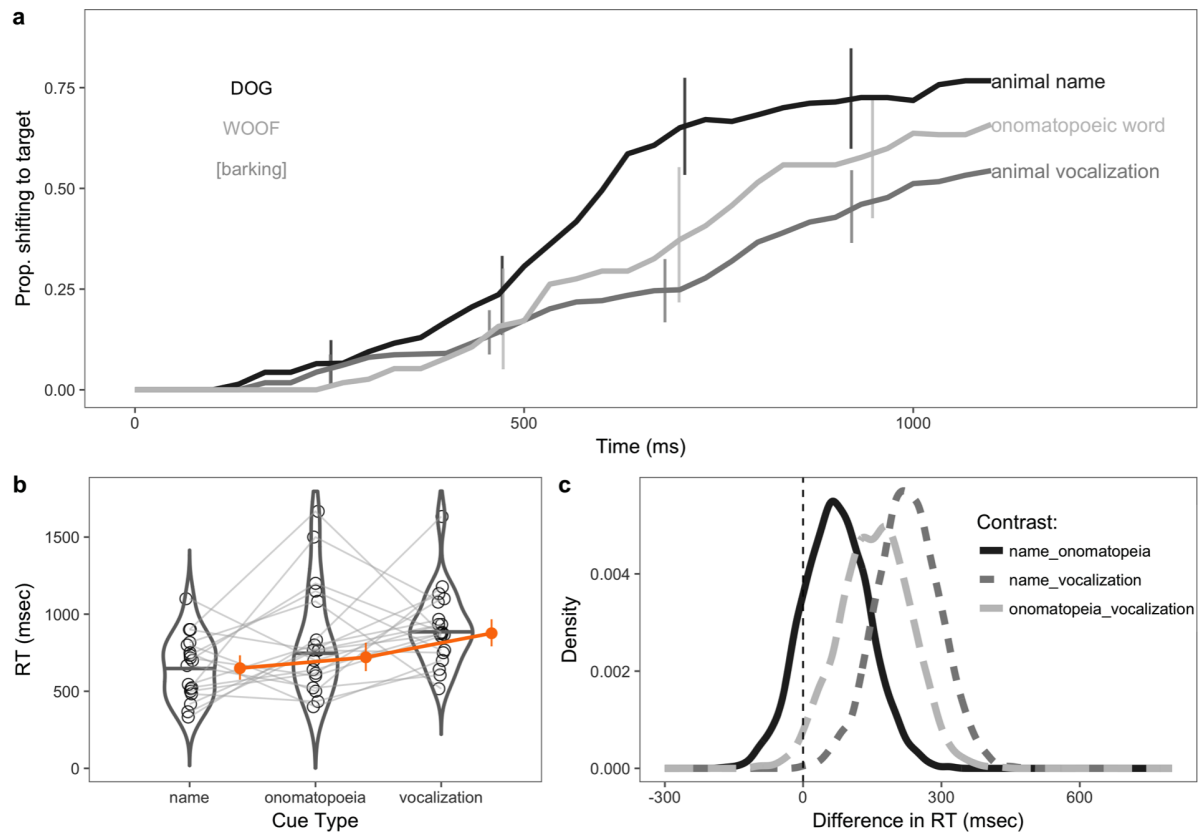 a
Prop. shifting to target
0.75
0.50
0.25
0.00
DOG
WOOF
[barking]
animal name
onomatopoeic word
animal vocalization
0
500
1000
Time (ms)
b
RT (msec)
1500
1000
500
0
name
onomatopoeia
vocalization
Cue Type
c
Density
0.004
0.002
0.000
Contrast:
name_onomatopeia
name_vocalization
onomatopeia_vocalization
-300
0
300
600
Difference in RT (msec)